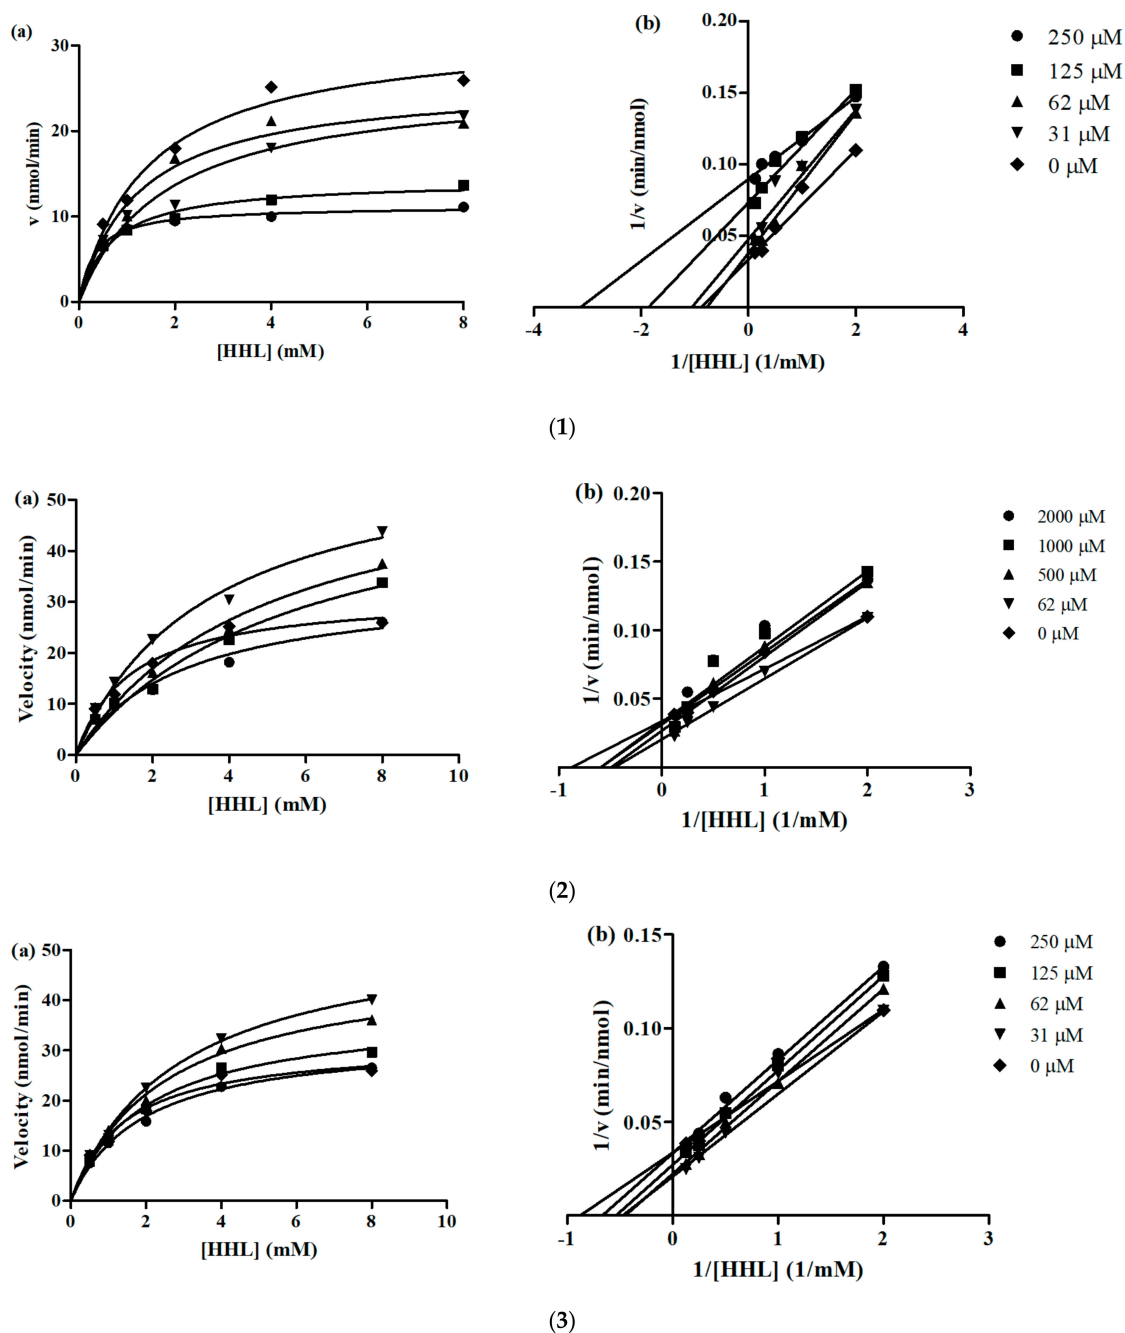 (a)
30
20
10
0
0 2 4 6 8
v (nmol/min)
[HHL] (mM)
(b)
0.20
0.15
0.10
0.05
-4 -2 0 2 4
1/v (min/nmol)
1/[HHL] (1/mM)
250 µM
125 µM
62 µM
31 µM
0 µM
(1)
(a)
50
40
30
20
10
0
0 2 4 6 8 10
Velocity (nmol/min)
[HHL] (mM)
(b)
0.20
0.15
0.10
0.05
-1 0 1 2 3
1/v (min/nmol)
1/[HHL] (1/mM)
2000 µM
1000 µM
500 µM
62 µM
0 µM
(2)
(a)
50
40
30
20
10
0
0 2 4 6 8 10
Velocity (nmol/min)
[HHL] (mM)
(b)
0.15
0.10
0.05
-1 0 1 2 3
1/v (min/nmol)
1/[HHL] (1/mM)
250 µM
125 µM
62 µM
31 µM
0 µM
(3)